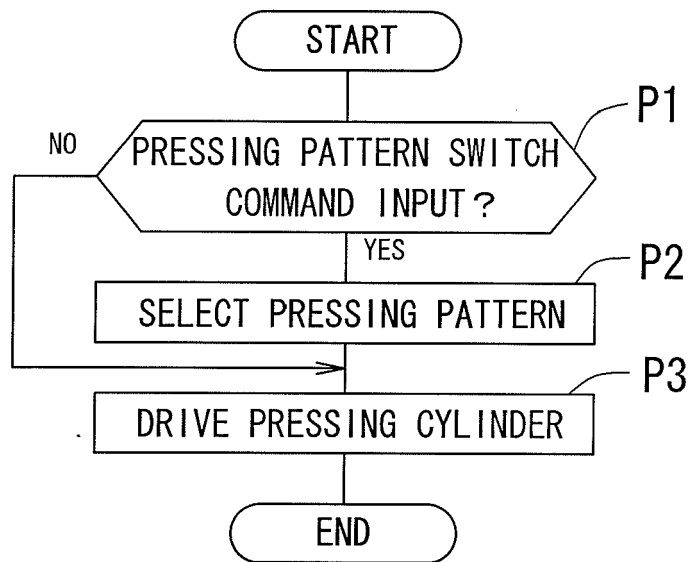 START
P1
NO
PRESSING PATTERN SWITCH
COMMAND INPUT?
YES
P2
SELECT PRESSING PATTERN
P3
DRIVE PRESSING CYLINDER
END